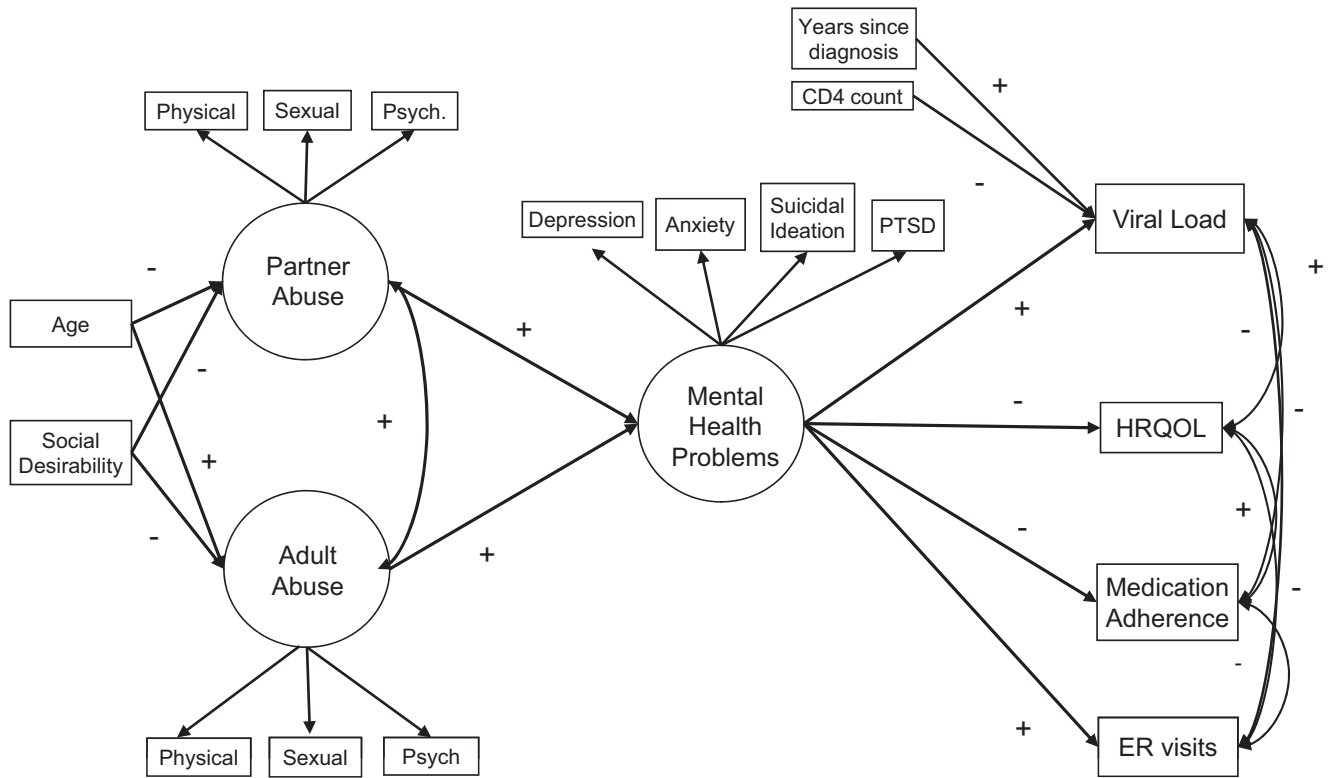 Years since
diagnosis
+
CD4 count
-
Physical
Sexual
Psych.
Depression
Anxiety
Suicidal
Ideation
PTSD
Viral Load
+
-
-
Partner
Abuse
-
Age
-
+
+
+
Social
Desirability
+
-
Mental
Health
Problems
-
HRQOL
+
-
-
Adult
Abuse
+
-
Medication
Adherence
-
+
ER visits
Physical
Sexual
Psych